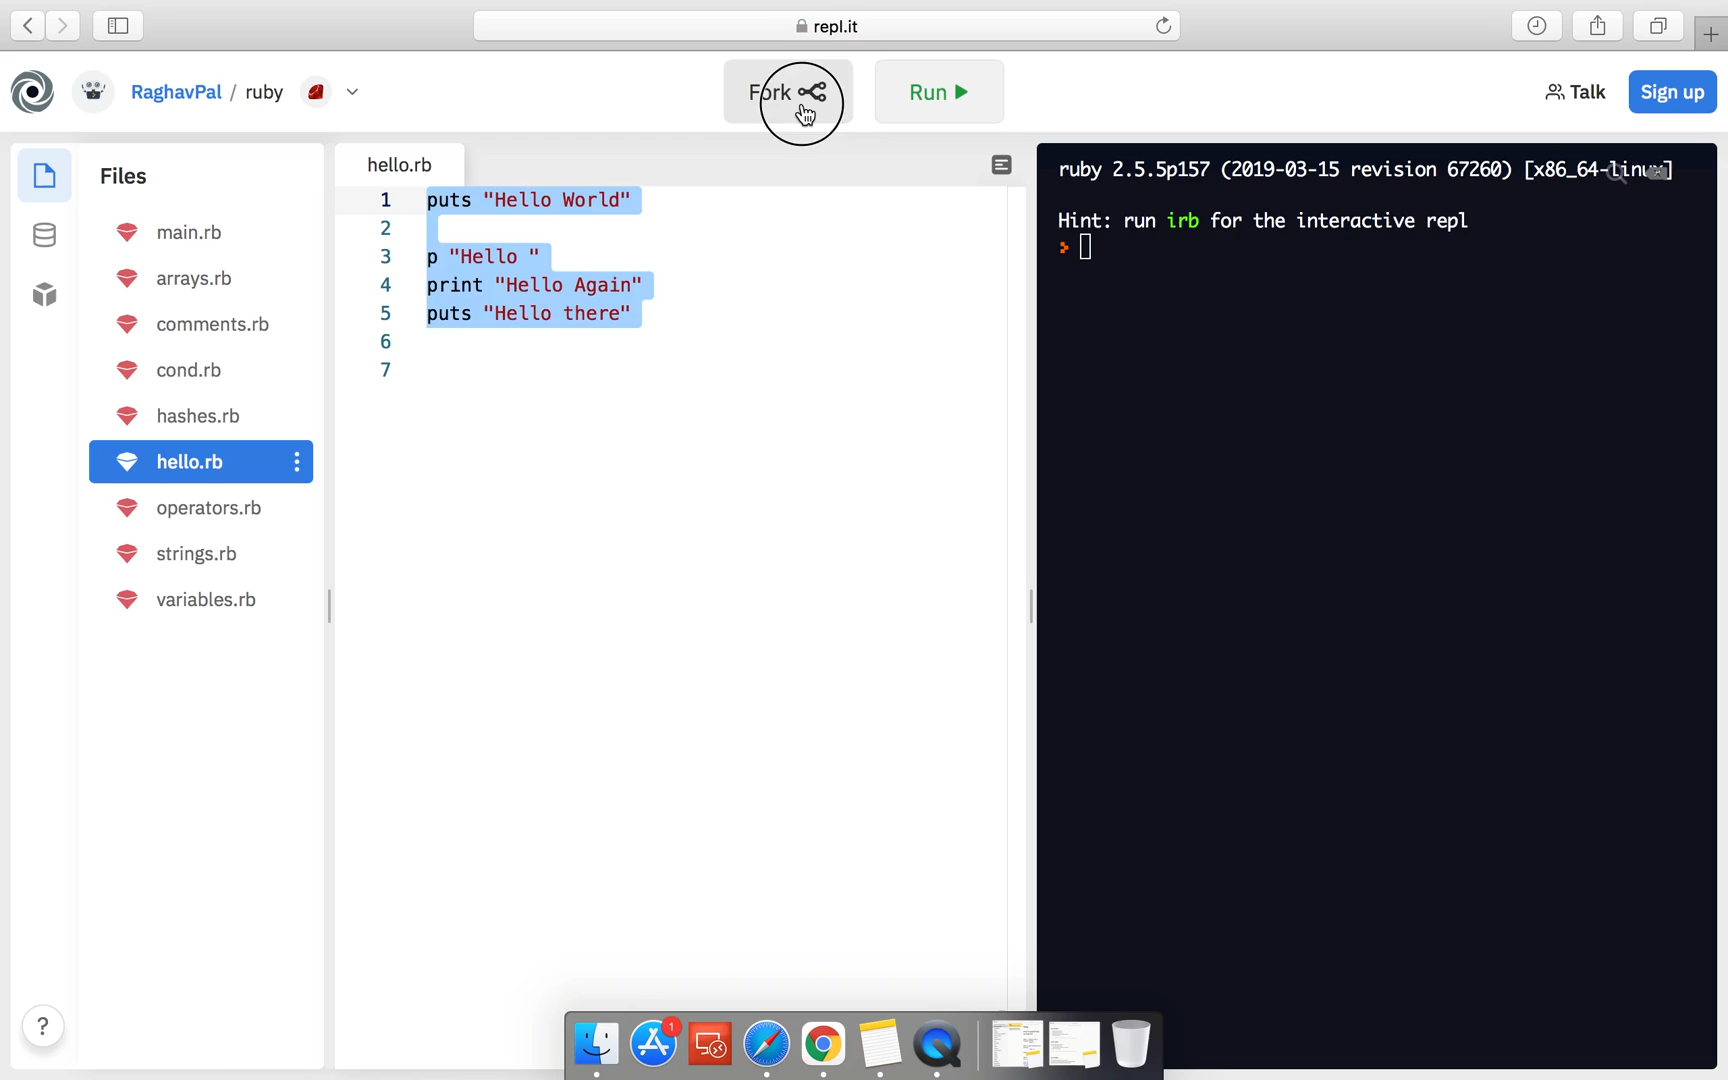 repl.it
RaghavPal / ruby
Fork
Run
Talk
Sign up
Files
main.rb
arrays.rb
comments.rb
cond.rb
hashes.rb
hello.rb
operators.rb
strings.rb
variables.rb
hello.rb
1 puts "Hello World"
2
3 p "Hello "
4 print "Hello Again"
5 puts "Hello there"
6
7
ruby 2.5.5p157 (2019-03-15 revision 67260) [x86_64-linux]
Hint: run irb for the interactive repl
?
1